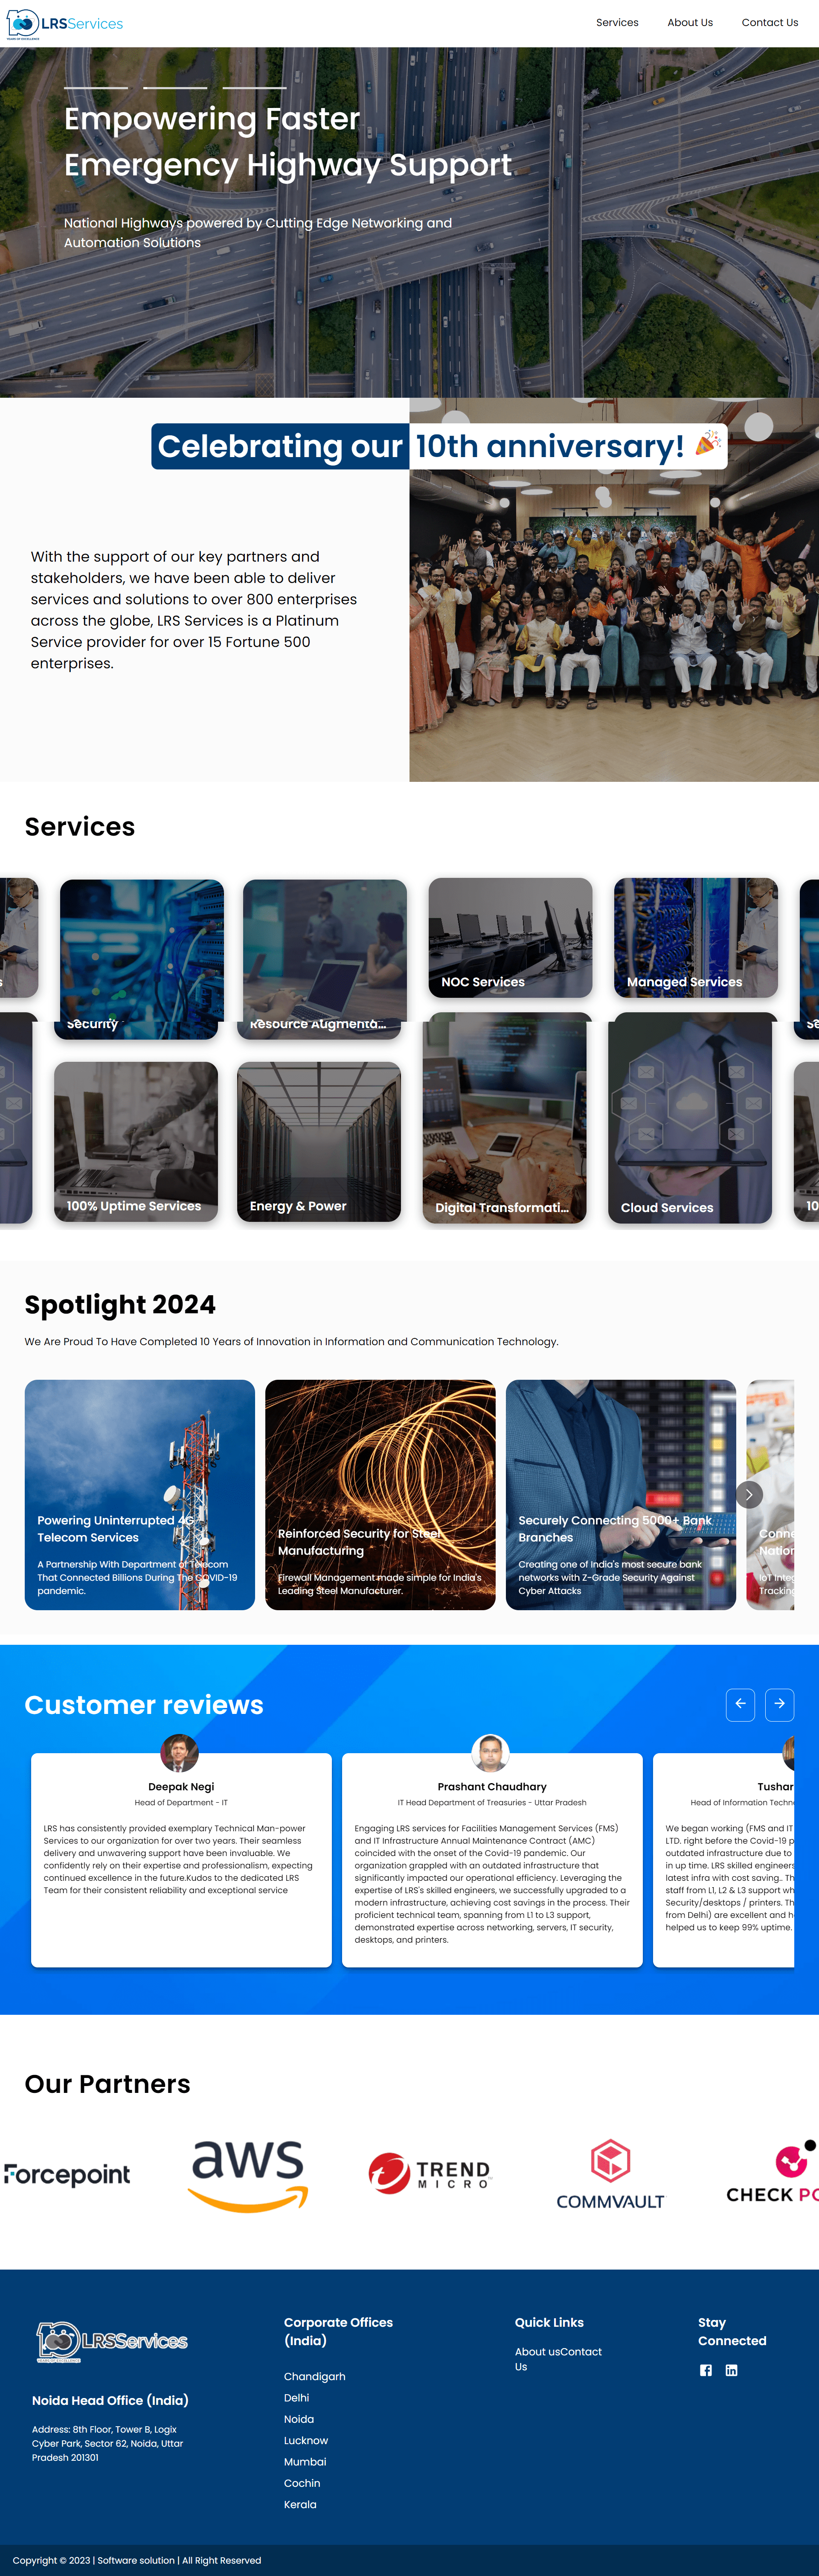 YEARS OF EXCELLENCE
LRSServices
Services
About Us
Contact Us
Empowering Faster
Emergency Highway Support
National Highways powered by Cutting Edge Networking and
Automation Solutions
Celebrating our 10th anniversary! 🎉
With the support of our key partners and
stakeholders, we have been able to deliver
services and solutions to over 800 enterprises
across the globe, LRS Services is a Platinum
Service provider for over 15 Fortune 500
enterprises.
Services
NOC Services
Managed Services
Security
Resource Augmenta...
100% Uptime Services
Energy & Power
Digital Transformati...
Cloud Services
10
Spotlight 2024
We Are Proud To Have Completed 10 Years of Innovation in Information and Communication Technology.
Powering Uninterrupted 4G
Telecom Services
A Partnership With Department of Telecom
That Connected Billions During The COVID-19
pandemic.
Reinforced Security for Steel
Manufacturing
Firewall Management made simple for India's
Leading Steel Manufacturer.
Securely Connecting 5000+ Bank
Branches
Creating one of India's most secure bank
networks with Z-Grade Security Against
Cyber Attacks
Conne
Nation
IoT Integ
Tracking
Customer reviews
Deepak Negi
Head of Department - IT
LRS has consistently provided exemplary Technical Man-power
Services to our organization for over two years. Their seamless
delivery and unwavering support have been invaluable. We
confidently rely on their expertise and professionalism, expecting
continued excellence in the future.Kudos to the dedicated LRS
Team for their consistent reliability and exceptional service
Prashant Chaudhary
IT Head Department of Treasuries - Uttar Pradesh
Engaging LRS services for Facilities Management Services (FMS)
and IT Infrastructure Annual Maintenance Contract (AMC)
coincided with the onset of the Covid-19 pandemic. Our
organization grappled with an outdated infrastructure that
significantly impacted our operational efficiency. Leveraging the
expertise of LRS's skilled engineers, we successfully upgraded to a
modern infrastructure, achieving cost savings in the process. Their
proficient technical team, spanning from L1 to L3 support,
demonstrated expertise across networking, servers, IT security,
desktops, and printers.
Tushar
Head of Information Techn
We began working (FMS and IT
LTD. right before the Covid-19 p
outdated infrastructure due to
in up time. LRS skilled engineers
latest infra with cost saving.. Th
staff from L1, L2 & L3 support wh
Security/desktops / printers. Th
from Delhi) are excellent and h
helped us to keep 99% uptime.
Our Partners
Forcepoint
aws
TREND
MICRO
COMMVAULT
CHECK PO
LRSServices
YEARS OF EXCELLENCE
Noida Head Office (India)
Address: 8th Floor, Tower B, Logix
Cyber Park, Sector 62, Noida, Uttar
Pradesh 201301
Corporate Offices
(India)
Chandigarh
Delhi
Noida
Lucknow
Mumbai
Cochin
Kerala
Quick Links
About usContact
Us
Stay
Connected
Copyright © 2023 | Software solution | All Right Reserved